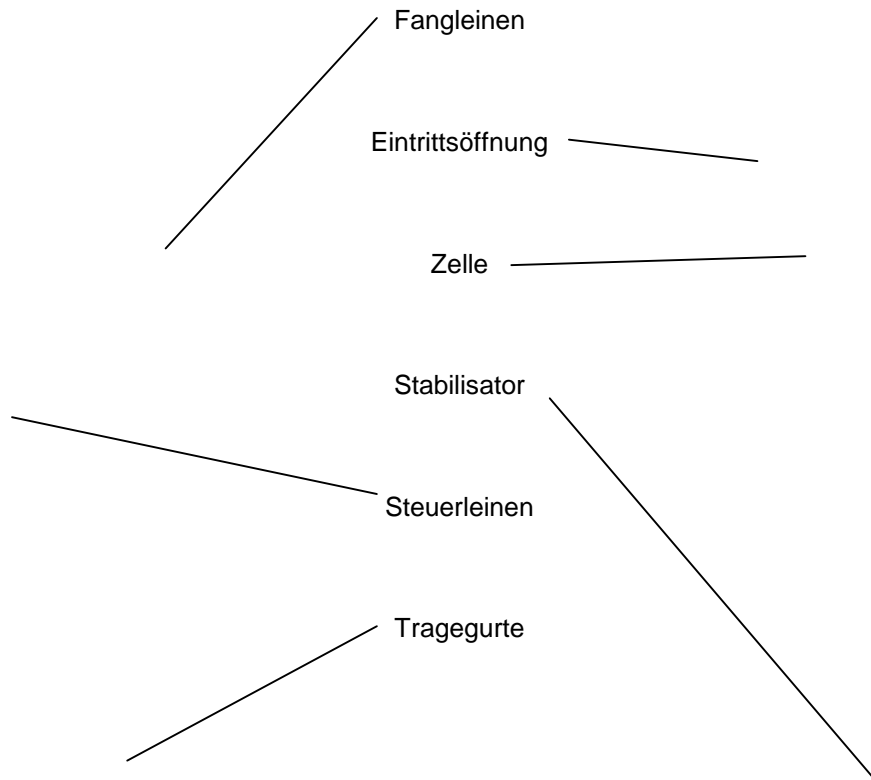 Fangleinen
Eintrittsöffnung
Zelle
Stabilisator
Steuerleinen
Tragegurte